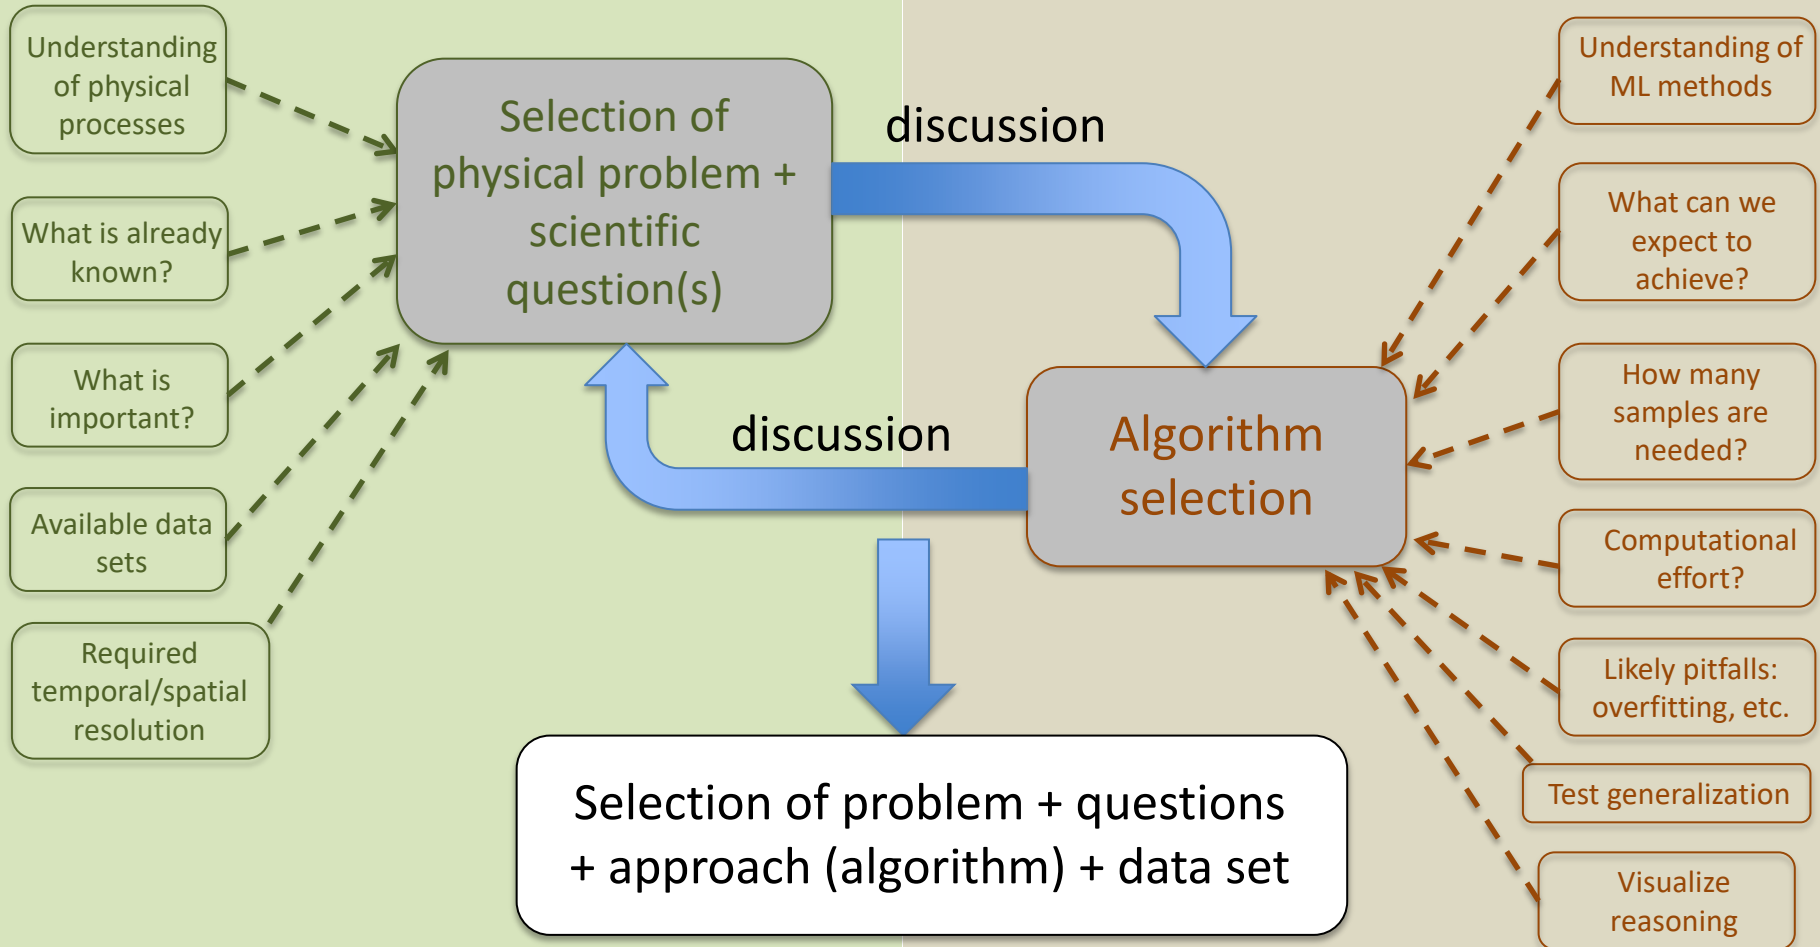 Understanding
of physical
processes
What is already
known?
What is
important?
Available data
sets
Required
temporal/spatial
resolution
Selection of
physical problem +
scientific
question(s)
discussion
discussion
Algorithm
selection
Selection of problem + questions
+ approach (algorithm) + data set
Understanding of
ML methods
What can we
expect to
achieve?
How many
samples are
needed?
Computational
effort?
Likely pitfalls:
overfitting, etc.
Test generalization
Visualize
reasoning